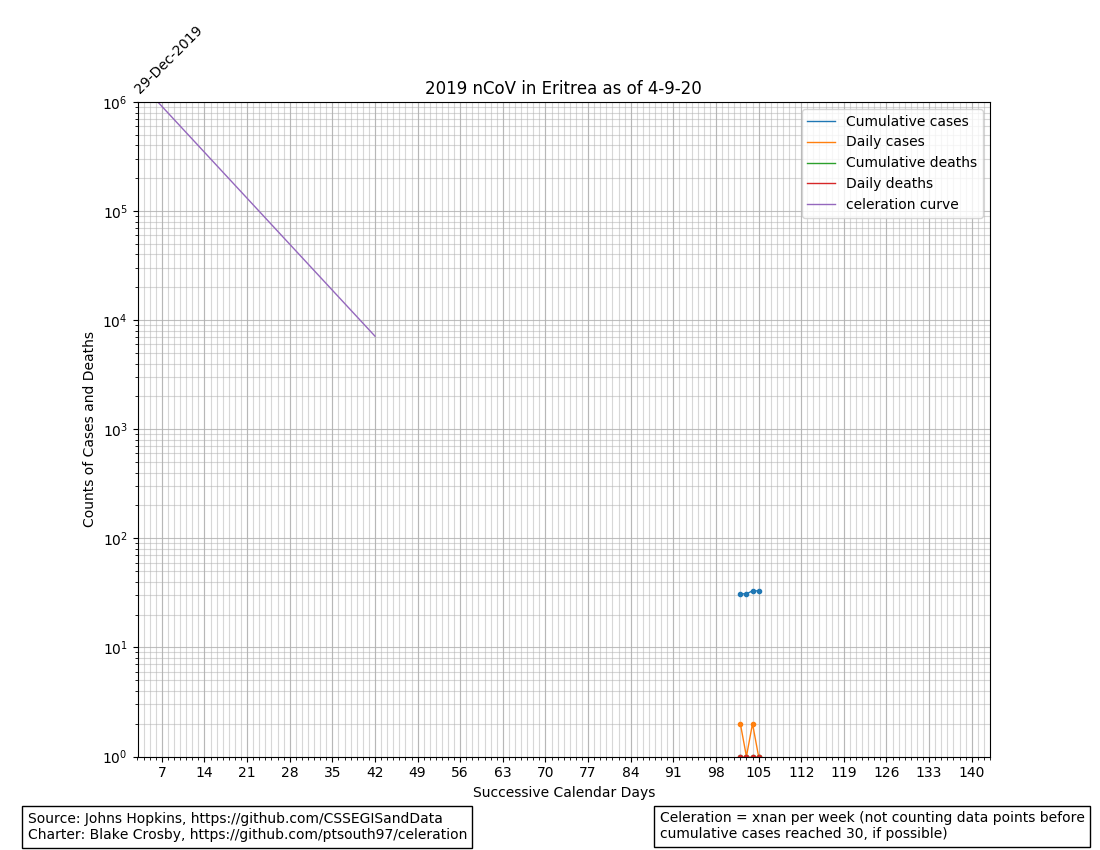 29-Dec-2019
2019 nCoV in Eritrea as of 4-9-20
10^6
10^5
10^4
10^3
10^2
10^1
10^0
Counts of Cases and Deaths
Cumulative cases
Daily cases
Cumulative deaths
Daily deaths
celeration curve
7 14 21 28 35 42 49 56 63 70 77 84 91 98 105 112 119 126 133 140
Successive Calendar Days
Source: Johns Hopkins, https://github.com/CSSEGISandData
Charter: Blake Crosby, https://github.com/ptsouth97/celeration
Celeration = xnan per week (not counting data points before
cumulative cases reached 30, if possible)